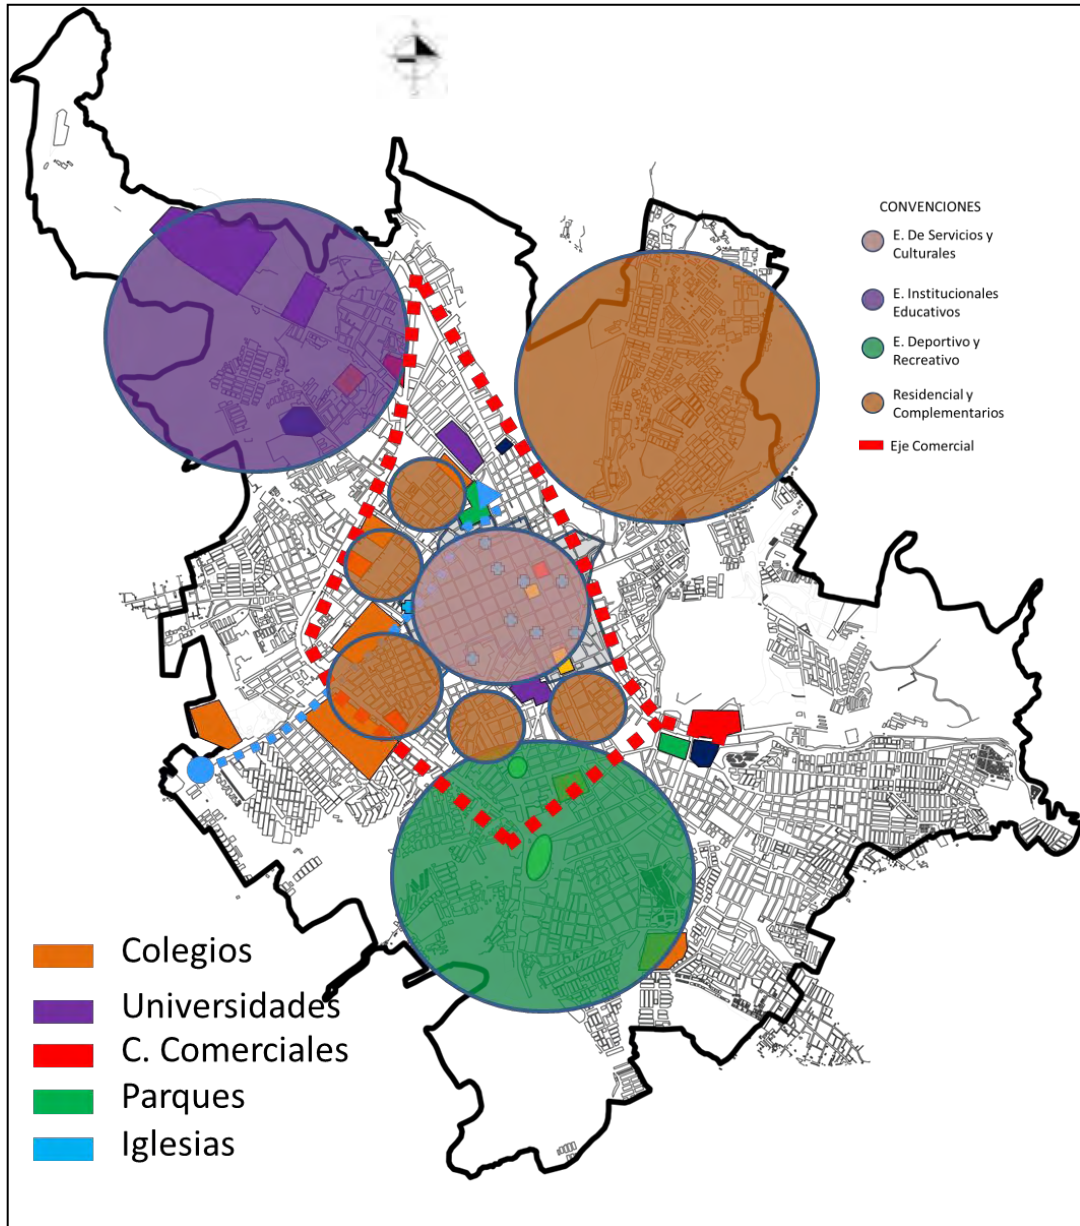 CONVENCIONES
E. De Servicios y
Culturales
E. Institucionales
Educativos
E. Deportivo y
Recreativo
Residencial y
Complementarios
Eje Comercial
Colegios
Universidades
C. Comerciales
Parques
Iglesias